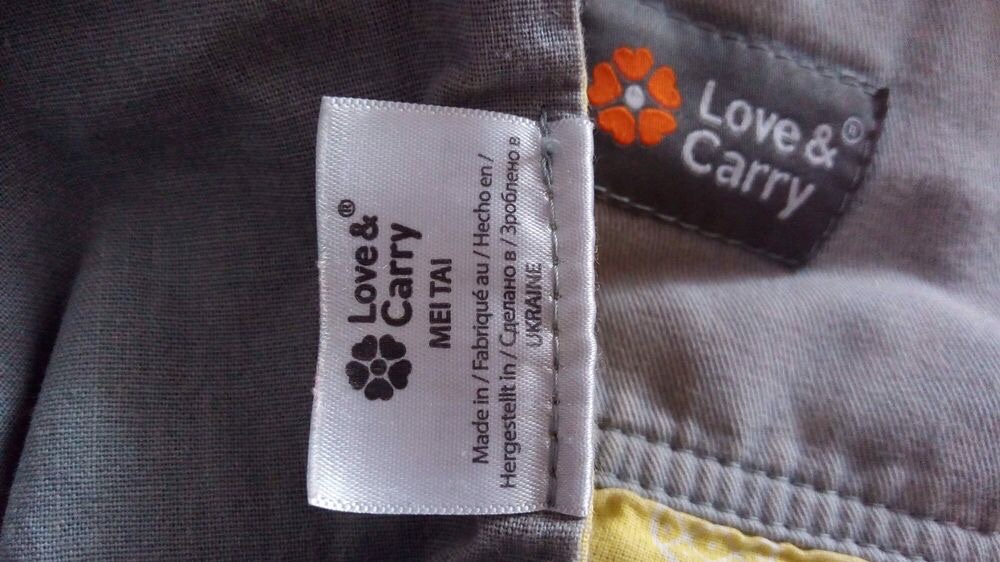 Love &®
Carry
MEI TAI
Made in / Fabriqué au / Hecho en /
Hergestellt in / Сделано в / Зроблено в
UKRAINE
Love &®
Carry